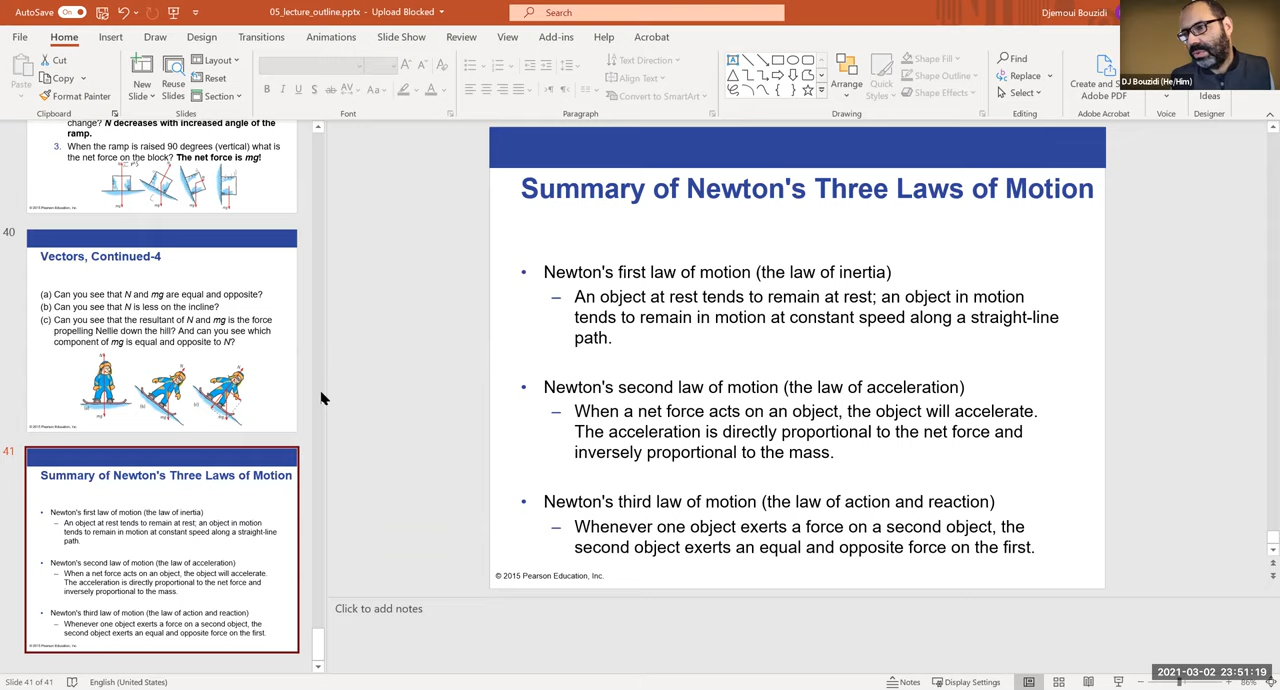 AutoSave On 05_lecture_outline.pptx - Upload Blocked Search Djemoui Bouzidi
File Home Insert Draw Design Transitions Animations Slide Show Review View Add-ins Help Acrobat
Paste Cut Copy Format Painter New Slide Reuse Slides Layout Reset Section
Text Direction Align Text Convert to SmartArt
Arrange Quick Styles Shape Fill Shape Outline Shape Effects Find Replace Select
Create and Adobe PDF
DJ Bouzidi (He/Him)
Clipboard Slides Font Paragraph Drawing Editing Adobe Acrobat Voice Designer
Ideas
change? N decreases with increased angle of the
ramp.
3. When the ramp is raised 90 degrees (vertical) what is
the net force on the block? The net force is mg!
© 2015 Pearson Education, Inc.
40
Vectors, Continued-4
(a) Can you see that N and mg are equal and opposite?
(b) Can you see that N is less on the incline?
(c) Can you see that the resultant of N and mg is the force
propelling Nellie down the hill? And can you see which
component of mg is equal and opposite to N?
© 2015 Pearson Education, Inc.
41
Summary of Newton's Three Laws of Motion
• Newton's first law of motion (the law of inertia)
– An object at rest tends to remain at rest; an object in motion
tends to remain in motion at constant speed along a straight-line
path.
• Newton's second law of motion (the law of acceleration)
– When a net force acts on an object, the object will accelerate.
The acceleration is directly proportional to the net force and
inversely proportional to the mass.
• Newton's third law of motion (the law of action and reaction)
– Whenever one object exerts a force on a second object, the
second object exerts an equal and opposite force on the first.
© 2015 Pearson Education, Inc.
Summary of Newton's Three Laws of Motion
• Newton's first law of motion (the law of inertia)
– An object at rest tends to remain at rest; an object in motion
tends to remain in motion at constant speed along a straight-line
path.
• Newton's second law of motion (the law of acceleration)
– When a net force acts on an object, the object will accelerate.
The acceleration is directly proportional to the net force and
inversely proportional to the mass.
• Newton's third law of motion (the law of action and reaction)
– Whenever one object exerts a force on a second object, the
second object exerts an equal and opposite force on the first.
© 2015 Pearson Education, Inc.
Click to add notes
2021-03-02 23:51:19
Slide 41 of 41 English (United States) Notes Display Settings 86%